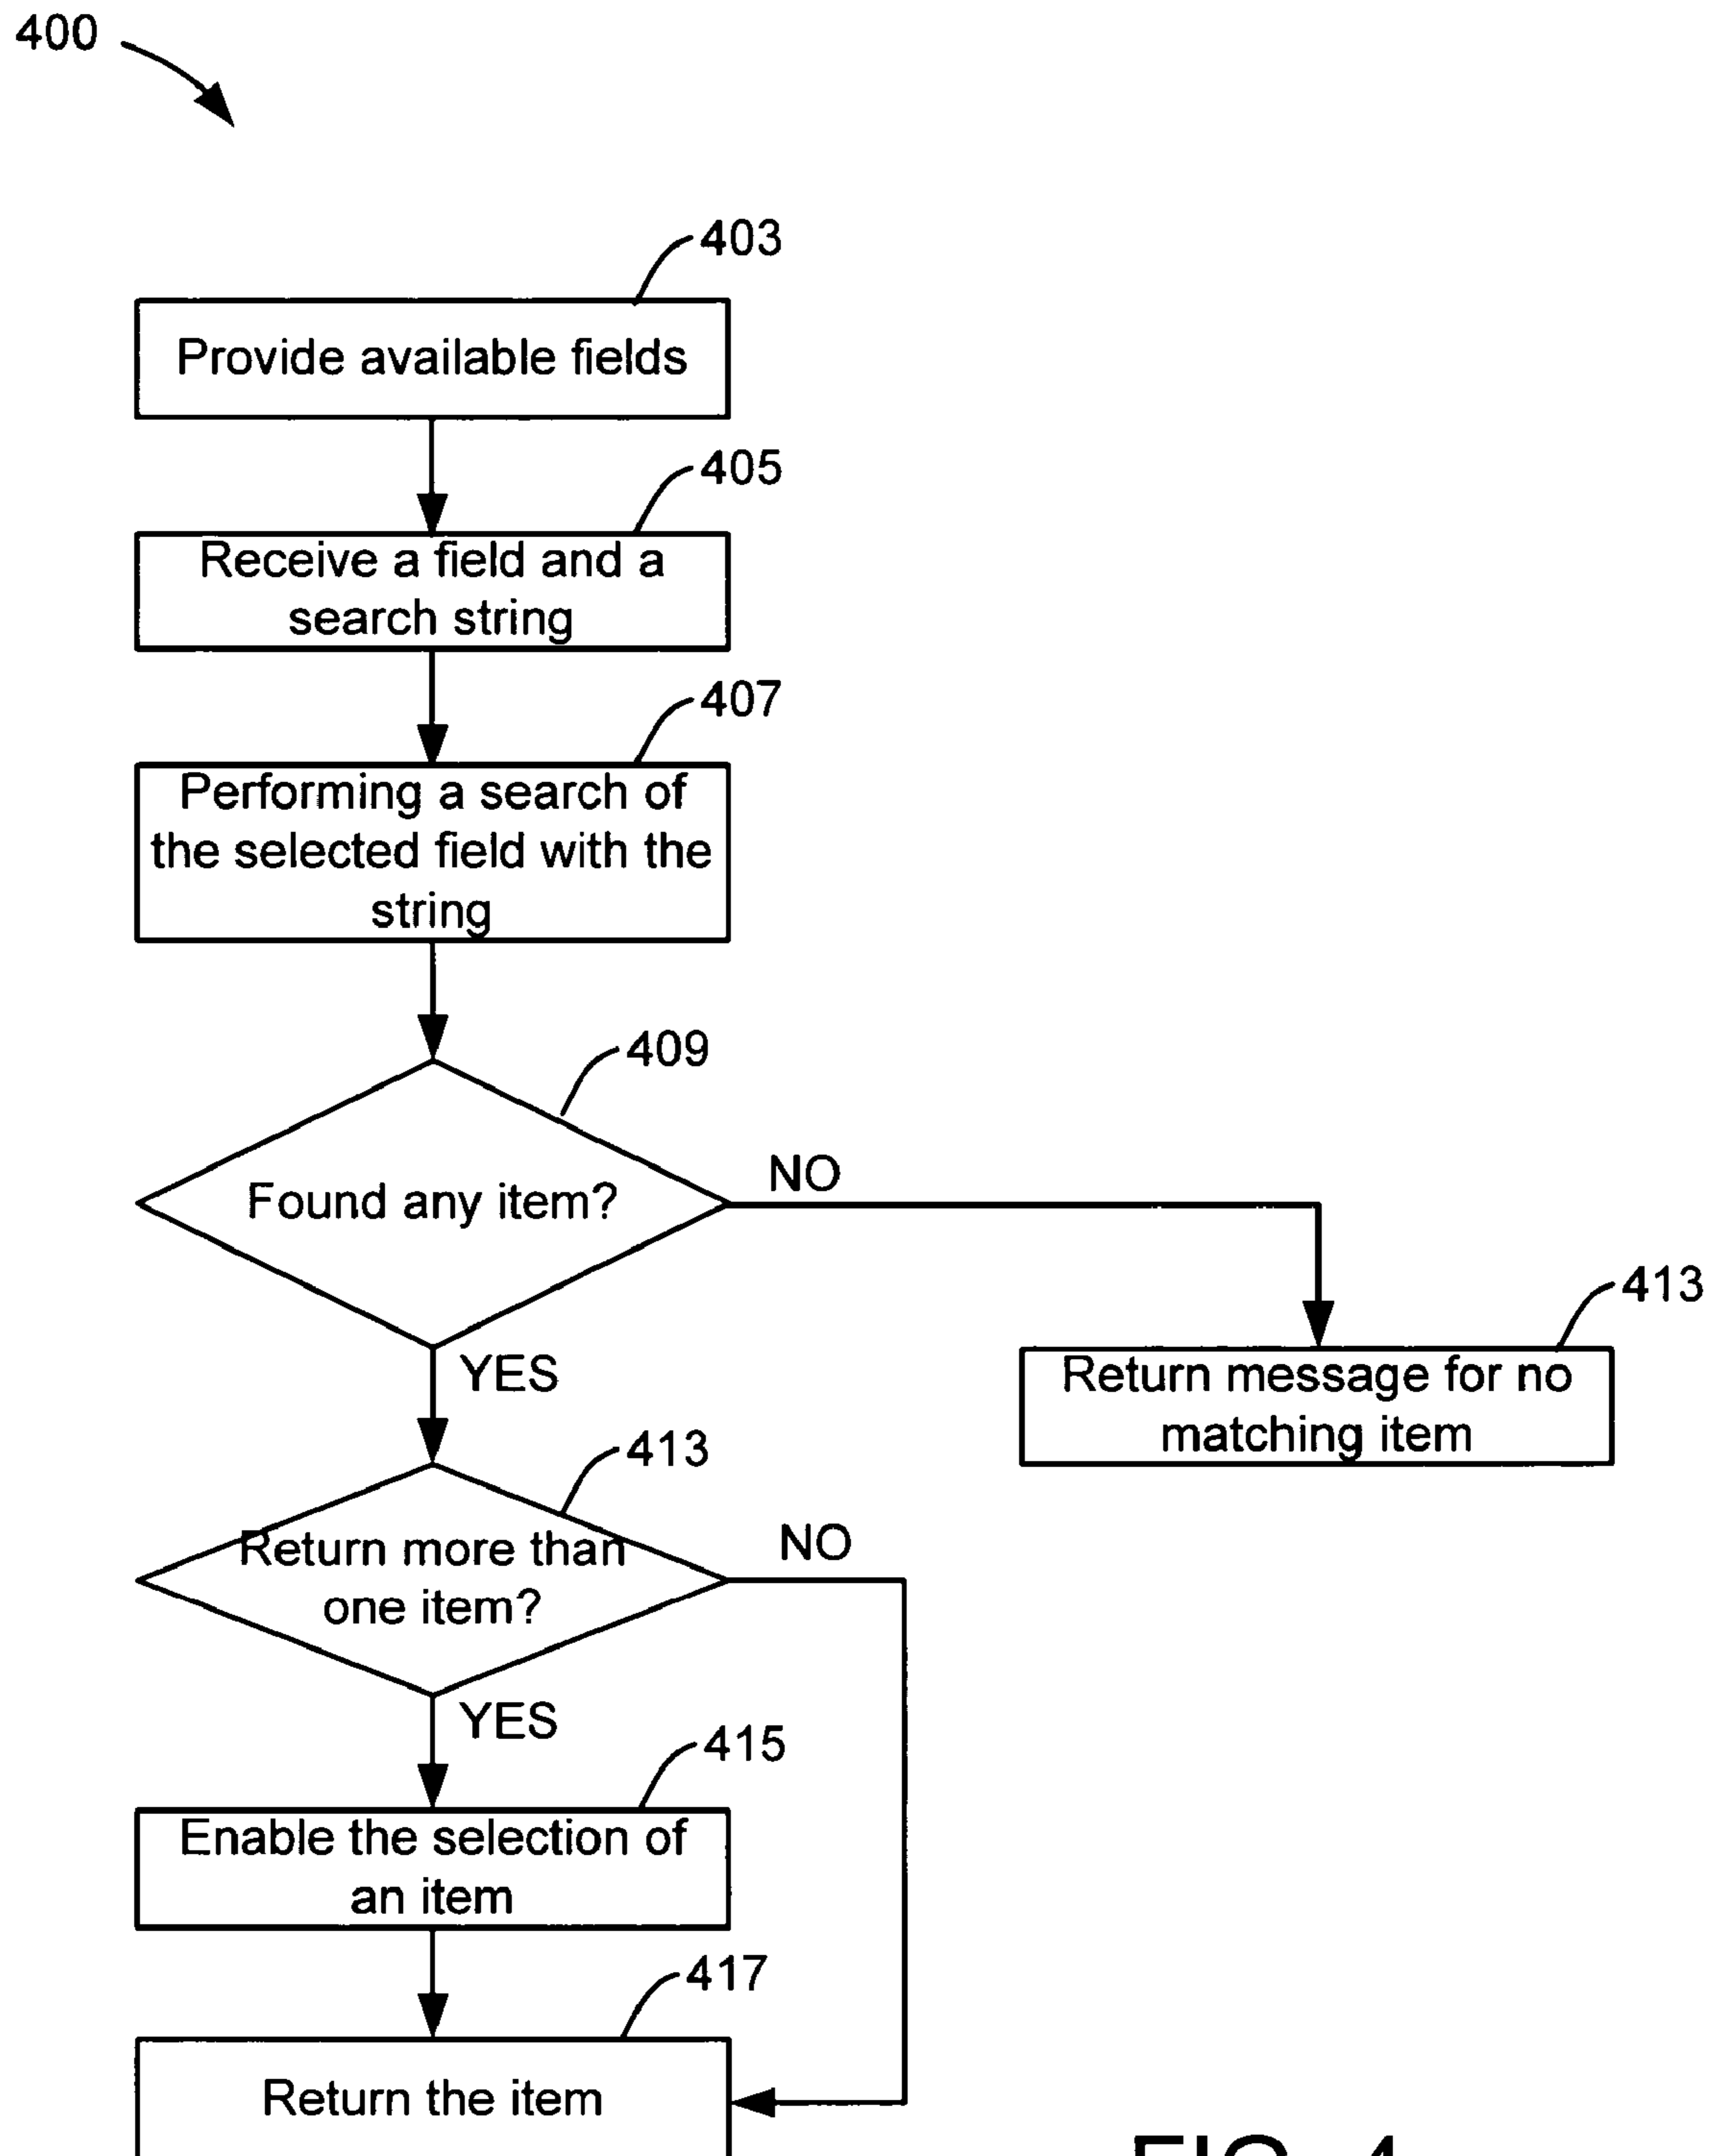 400
403
Provide available fields
405
Receive a field and a
search string
407
Performing a search of
the selected field with the
string
409
Found any item?
NO
YES
413
Return message for no
matching item
413
Return more than
one item?
NO
YES
415
Enable the selection of
an item
417
Return the item
FIG. 4